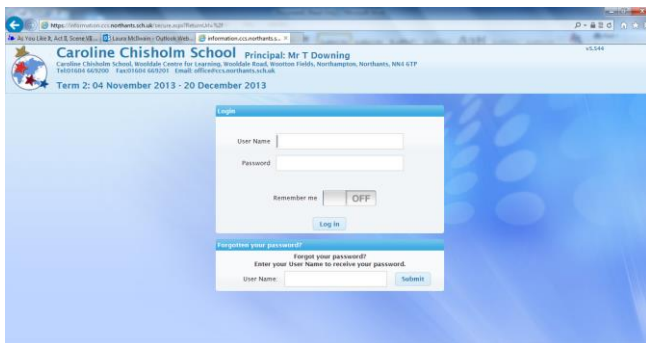 https://information.ccs.northants.sch.uk/secure.aspx?ReturnUrl=%2f
As You Like It, Act II, Scene VII...
Laura McIlwain - Outlook Web...
information.ccs.northants.s...
Caroline Chisholm School Principal: Mr T Downing
v3.544
Caroline Chisholm School, Wooldale Centre for Learning, Wooldale Road, Wootton Fields, Northampton, Northants, NN4 6TP
Tel:01604 669200 Fax:01604 669201 Email: office@ccs.northants.sch.uk
Term 2: 04 November 2013 - 20 December 2013
Login
User Name
Password
Remember me OFF
Log in
Forgotten your password?
Forgot your password?
Enter your User Name to receive your password.
User Name: Submit